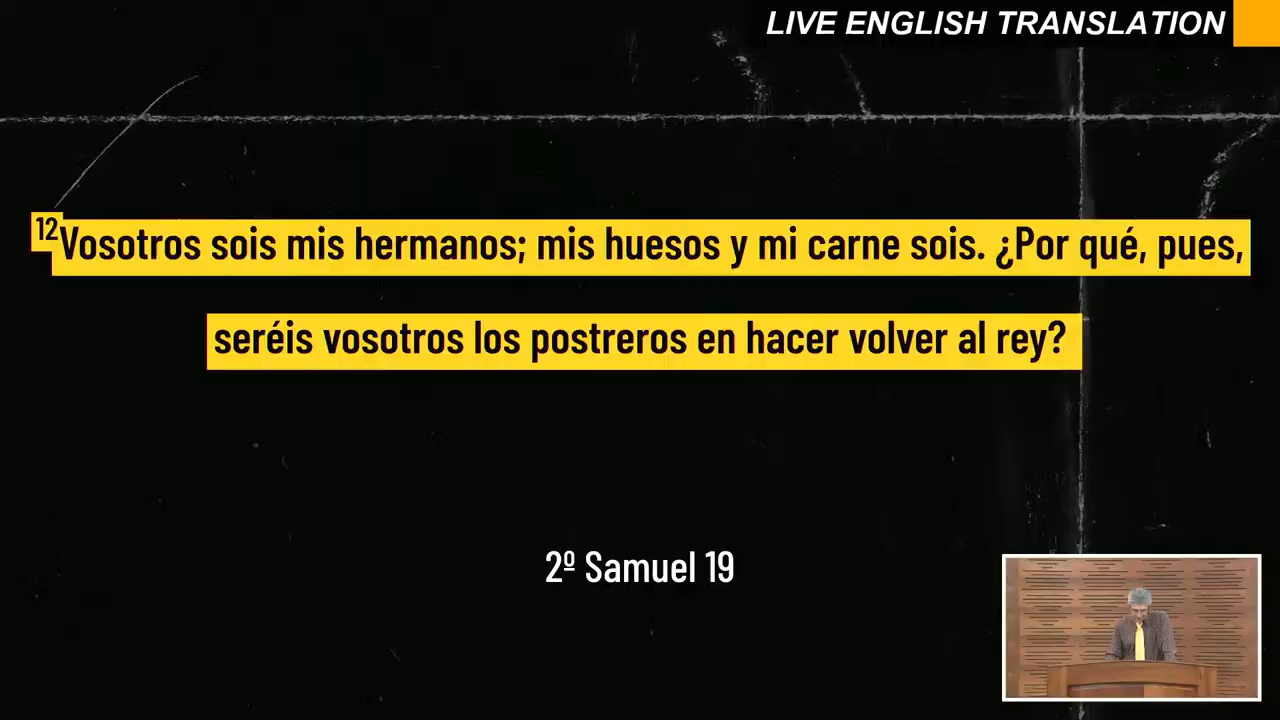 LIVE ENGLISH TRANSLATION
12Vosotros sois mis hermanos; mis huesos y mi carne sois. ¿Por qué, pues,
seréis vosotros los postreros en hacer volver al rey?
2º Samuel 19